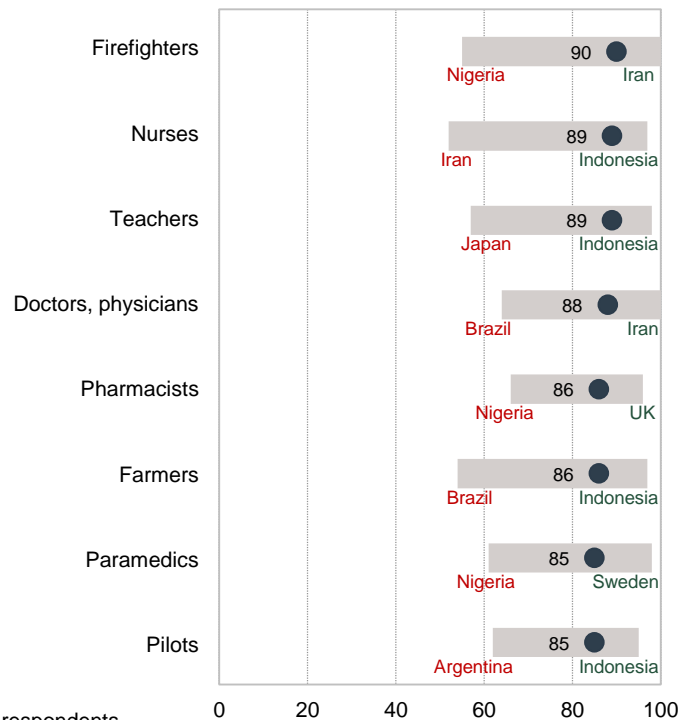 Firefighters
90
Nigeria Iran
Nurses
89
Iran Indonesia
Teachers
89
Japan Indonesia
Doctors, physicians
88
Brazil Iran
Pharmacists
86
Nigeria UK
Farmers
86
Brazil Indonesia
Paramedics
85
Nigeria Sweden
Pilots
85
Argentina Indonesia
respondents
0 20 40 60 80 100